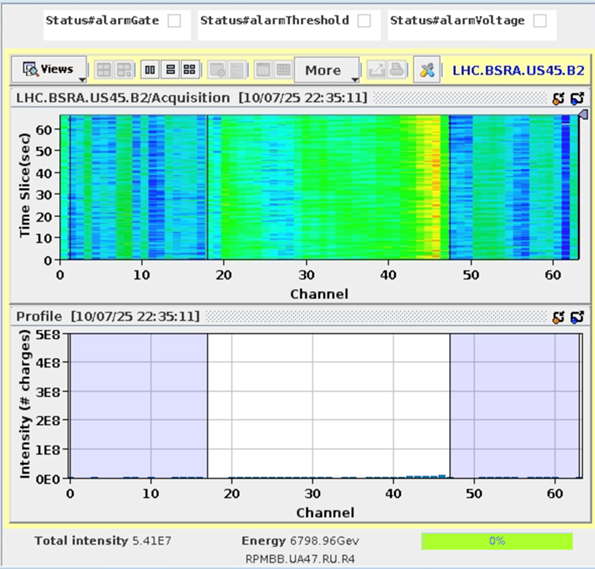 Status#alarmGate Status#alarmThreshold Status#alarmVoltage
Views More LHC.BSRA.US45.B2
LHC.BSRA.US45.B2/Acquisition [10/07/25 22:35:11]
Time Slice(sec)
60
50
40
30
20
10
0
0 10 20 30 40 50 60
Channel
Profile [10/07/25 22:35:11]
Intensity (# charges)
5E8
4E8
3E8
2E8
1E8
0E0
0 10 20 30 40 50 60
Channel
Total intensity 5.41E7 Energy 6798.96Gev 0%
RPMBB.UA47.RU.R4